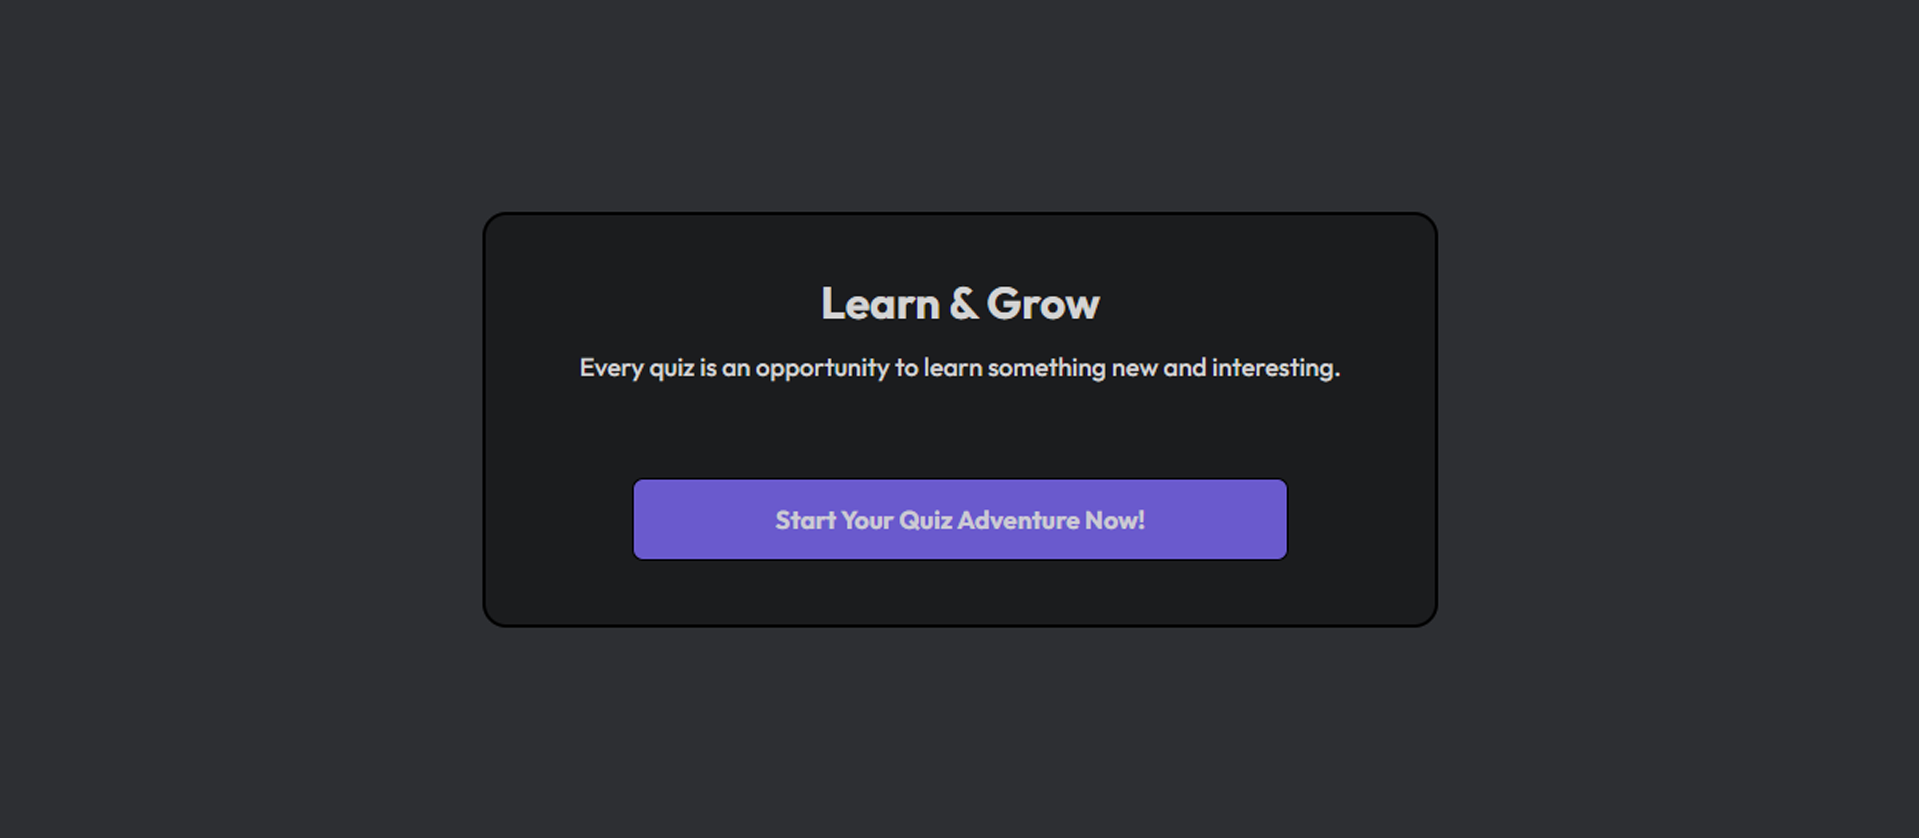 Learn & Grow
Every quiz is an opportunity to learn something new and interesting.
Start Your Quiz Adventure Now!